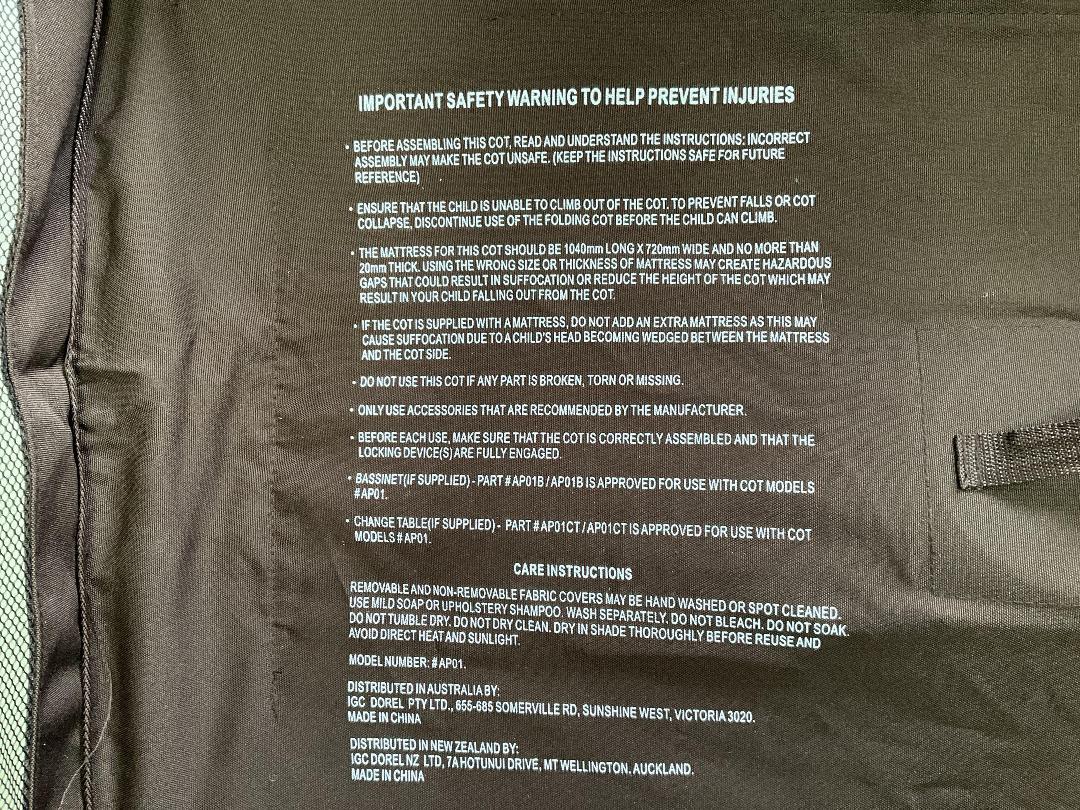 IMPORTANT SAFETY WARNING TO HELP PREVENT INJURIES
• BEFORE ASSEMBLING THIS COT, READ AND UNDERSTAND THE INSTRUCTIONS: INCORRECT
ASSEMBLY MAY MAKE THE COT UNSAFE. (KEEP THE INSTRUCTIONS SAFE FOR FUTURE
REFERENCE)
• ENSURE THAT THE CHILD IS UNABLE TO CLIMB OUT OF THE COT. TO PREVENT FALLS OR COT
COLLAPSE, DISCONTINUE USE OF THE FOLDING COT BEFORE THE CHILD CAN CLIMB.
• THE MATTRESS FOR THIS COT SHOULD BE 1040mm LONG X 720mm WIDE AND NO MORE THAN
20mm THICK. USING THE WRONG SIZE OR THICKNESS OF MATTRESS MAY CREATE HAZARDOUS
GAPS THAT COULD RESULT IN SUFFOCATION OR REDUCE THE HEIGHT OF THE COT WHICH MAY
RESULT IN YOUR CHILD FALLING OUT FROM THE COT.
• IF THE COT IS SUPPLIED WITH A MATTRESS, DO NOT ADD AN EXTRA MATTRESS AS THIS MAY
CAUSE SUFFOCATION DUE TO A CHILD'S HEAD BECOMING WEDGED BETWEEN THE MATTRESS
AND THE COT SIDE.
• DO NOT USE THIS COT IF ANY PART IS BROKEN, TORN OR MISSING.
• ONLY USE ACCESSORIES THAT ARE RECOMMENDED BY THE MANUFACTURER.
• BEFORE EACH USE, MAKE SURE THAT THE COT IS CORRECTLY ASSEMBLED AND THAT THE
LOCKING DEVICE(S) ARE FULLY ENGAGED.
• BASSINET(IF SUPPLIED) - PART #AP01B / AP01B IS APPROVED FOR USE WITH COT MODELS
#AP01.
• CHANGE TABLE(IF SUPPLIED) - PART #AP01CT / AP01CT IS APPROVED FOR USE WITH COT
MODELS #AP01.
CARE INSTRUCTIONS
REMOVABLE AND NON-REMOVABLE FABRIC COVERS MAY BE HAND WASHED OR SPOT CLEANED.
USE MILD SOAP OR UPHOLSTERY SHAMPOO. WASH SEPARATELY. DO NOT BLEACH. DO NOT SOAK.
DO NOT TUMBLE DRY. DO NOT DRY CLEAN. DRY IN SHADE THOROUGHLY BEFORE REUSE AND
AVOID DIRECT HEAT AND SUNLIGHT.
MODEL NUMBER: #AP01.
DISTRIBUTED IN AUSTRALIA BY:
IGC DOREL PTY LTD., 655-685 SOMERVILLE RD, SUNSHINE WEST, VICTORIA 3020.
MADE IN CHINA
DISTRIBUTED IN NEW ZEALAND BY:
IGC DOREL NZ LTD, 7A HOTUNUI DRIVE, MT WELLINGTON, AUCKLAND.
MADE IN CHINA